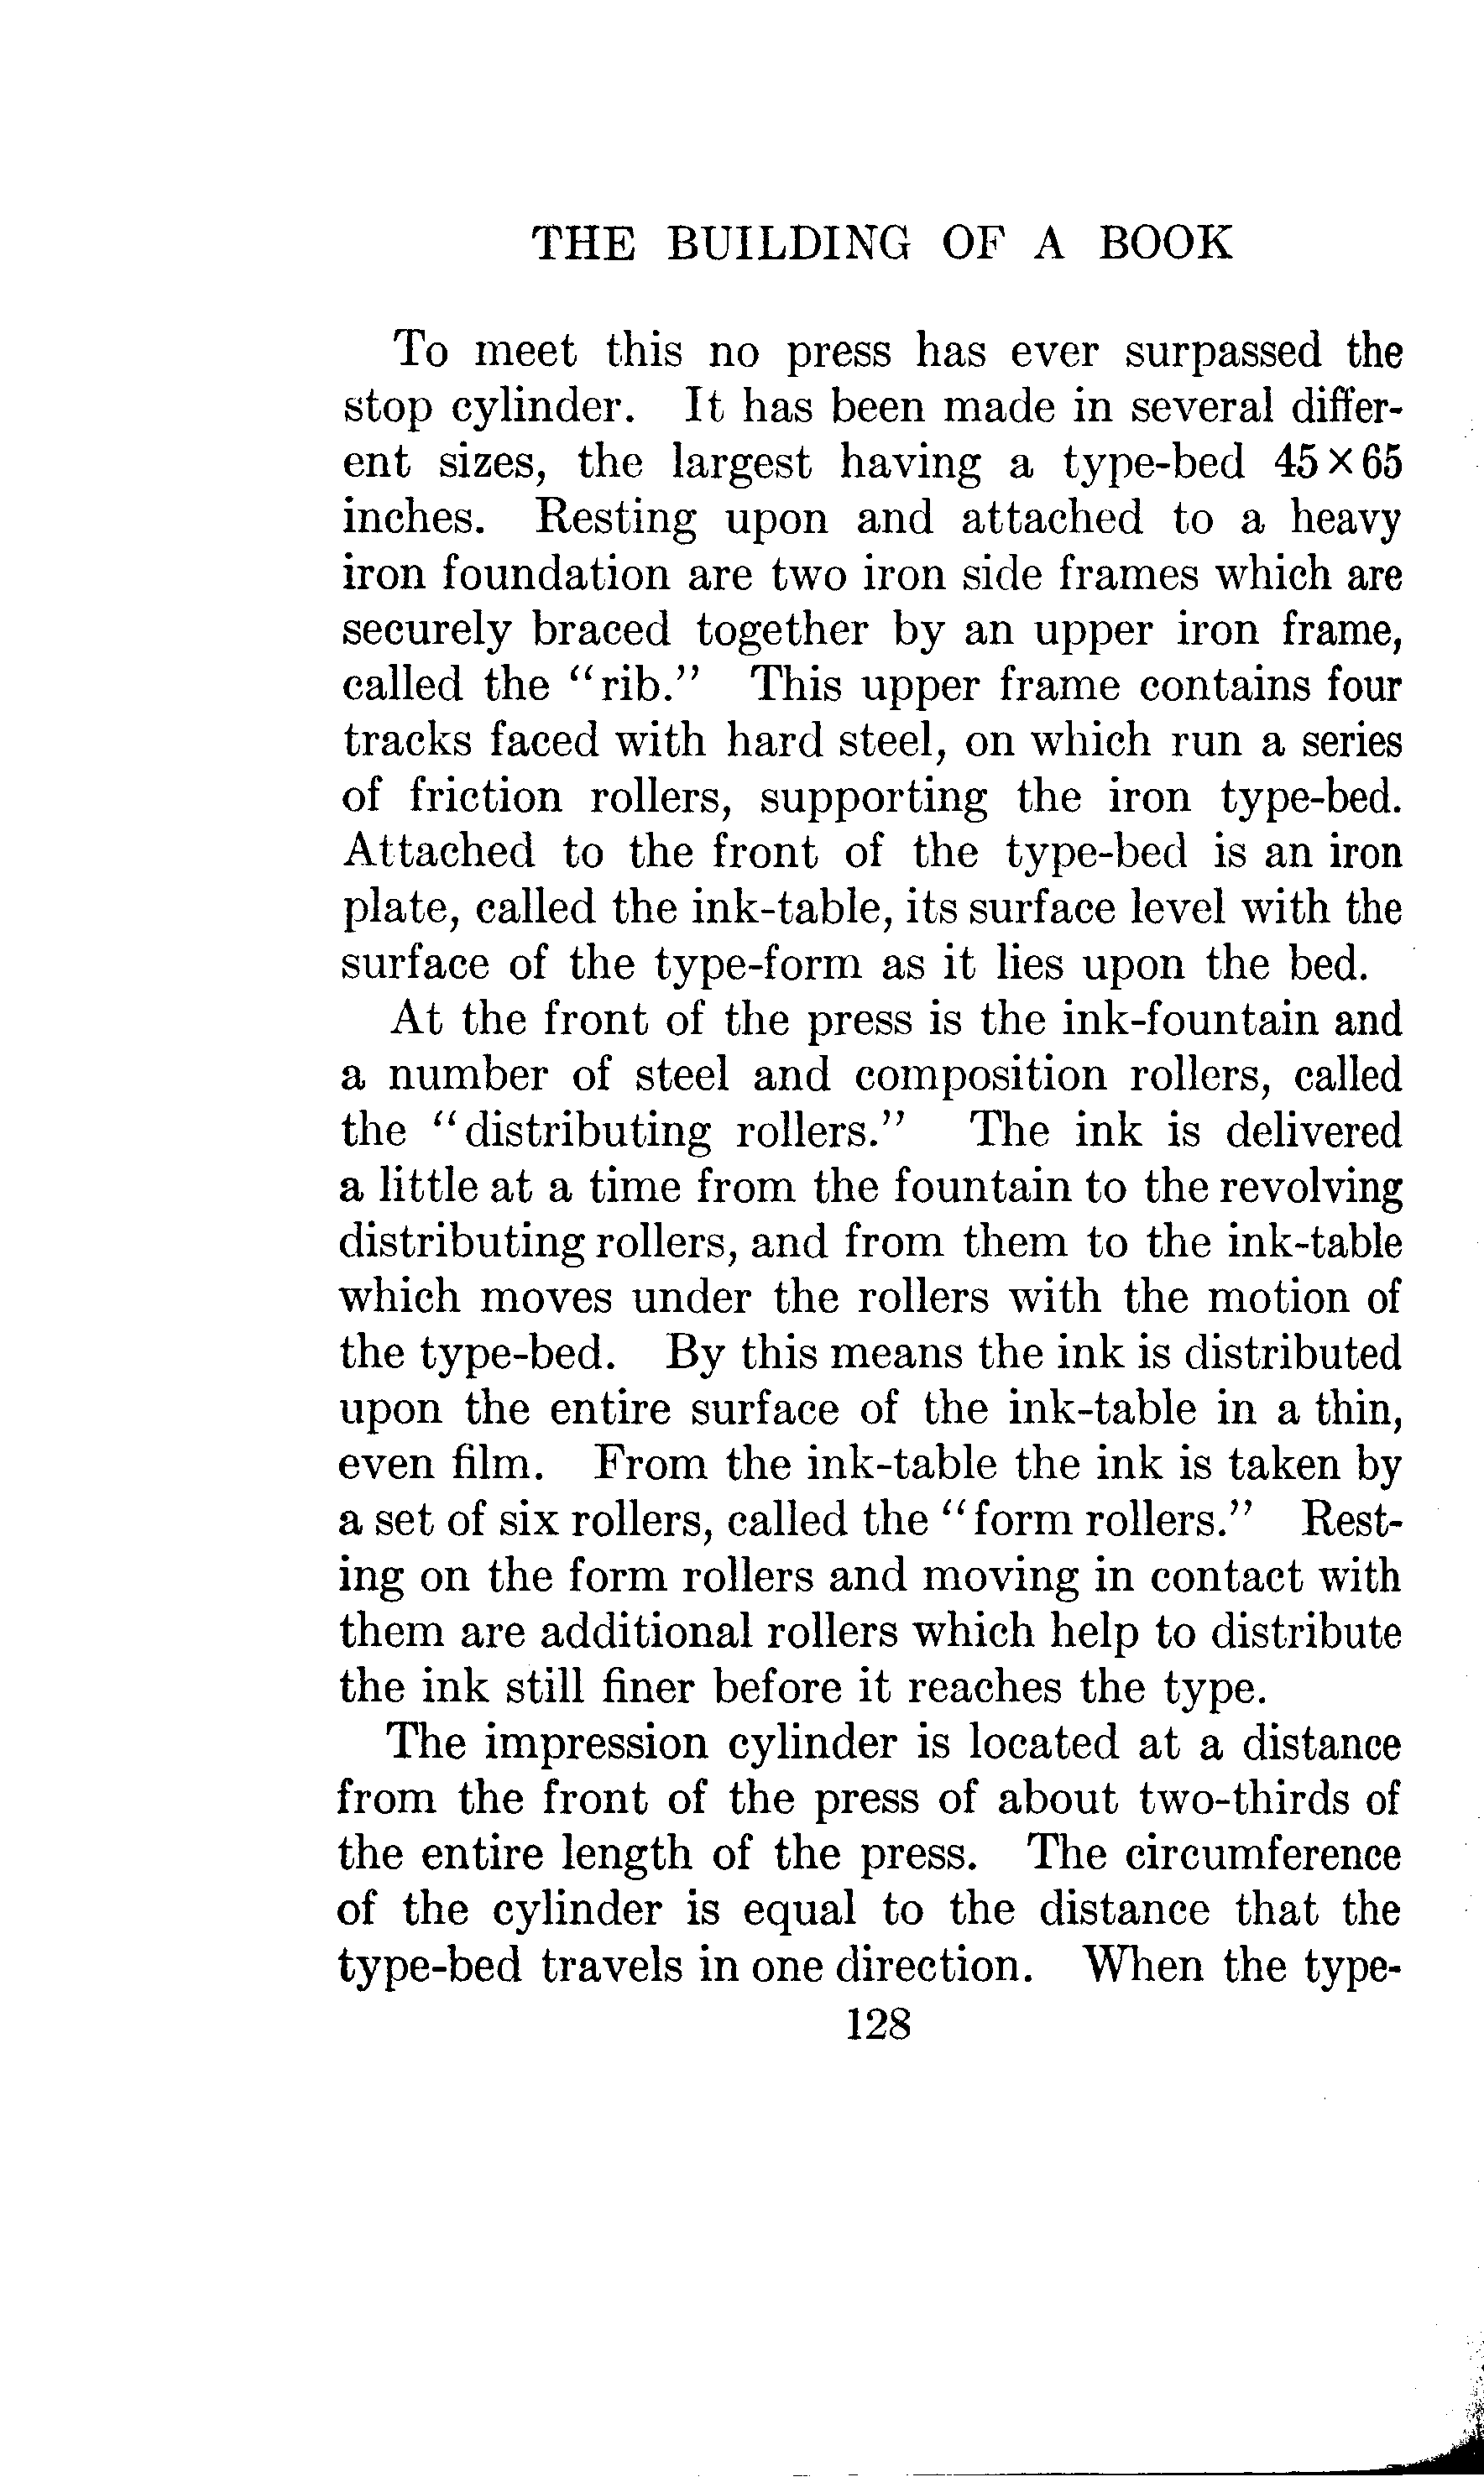 THE BUILDING OF A BOOK
To meet this no press has ever surpassed the
stop cylinder. It has been made in several differ-
ent sizes, the largest having a type-bed 45×65
inches. Resting upon and attached to a heavy
iron foundation are two iron side frames which are
securely braced together by an upper iron frame,
called the “rib.” This upper frame contains four
tracks faced with hard steel, on which run a series
of friction rollers, supporting the iron type-bed.
Attached to the front of the type-bed is an iron
plate, called the ink-table, its surface level with the
surface of the type-form as it lies upon the bed.
At the front of the press is the ink-fountain and
a number of steel and composition rollers, called
the “distributing rollers.” The ink is delivered
a little at a time from the fountain to the revolving
distributing rollers, and from them to the ink-table
which moves under the rollers with the motion of
the type-bed. By this means the ink is distributed
upon the entire surface of the ink-table in a thin,
even film. From the ink-table the ink is taken by
a set of six rollers, called the “form rollers.” Rest-
ing on the form rollers and moving in contact with
them are additional rollers which help to distribute
the ink still finer before it reaches the type.
The impression cylinder is located at a distance
from the front of the press of about two-thirds of
the entire length of the press. The circumference
of the cylinder is equal to the distance that the
type-bed travels in one direction. When the type-
128